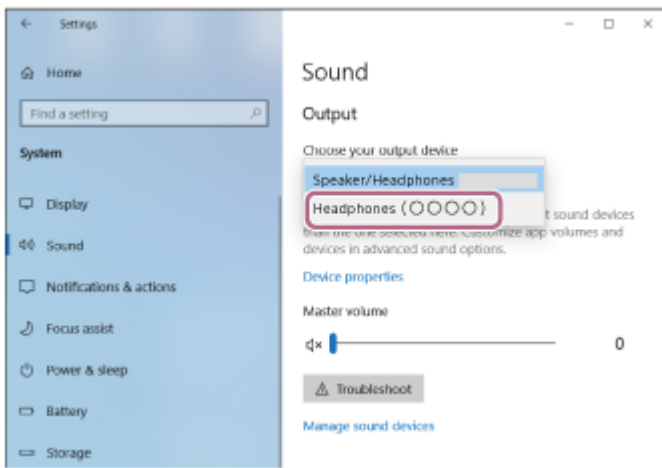 Settings
Home
Find a setting
System
Display
Sound
Notifications & actions
Focus assist
Power & sleep
Battery
Storage
Sound
Output
Choose your output device
Speaker/Headphones
Headphones (○○○○)
t sound devices
than the one selected here. Customize app volumes and
devices in advanced sound options.
Device properties
Master volume
0
Troubleshoot
Manage sound devices